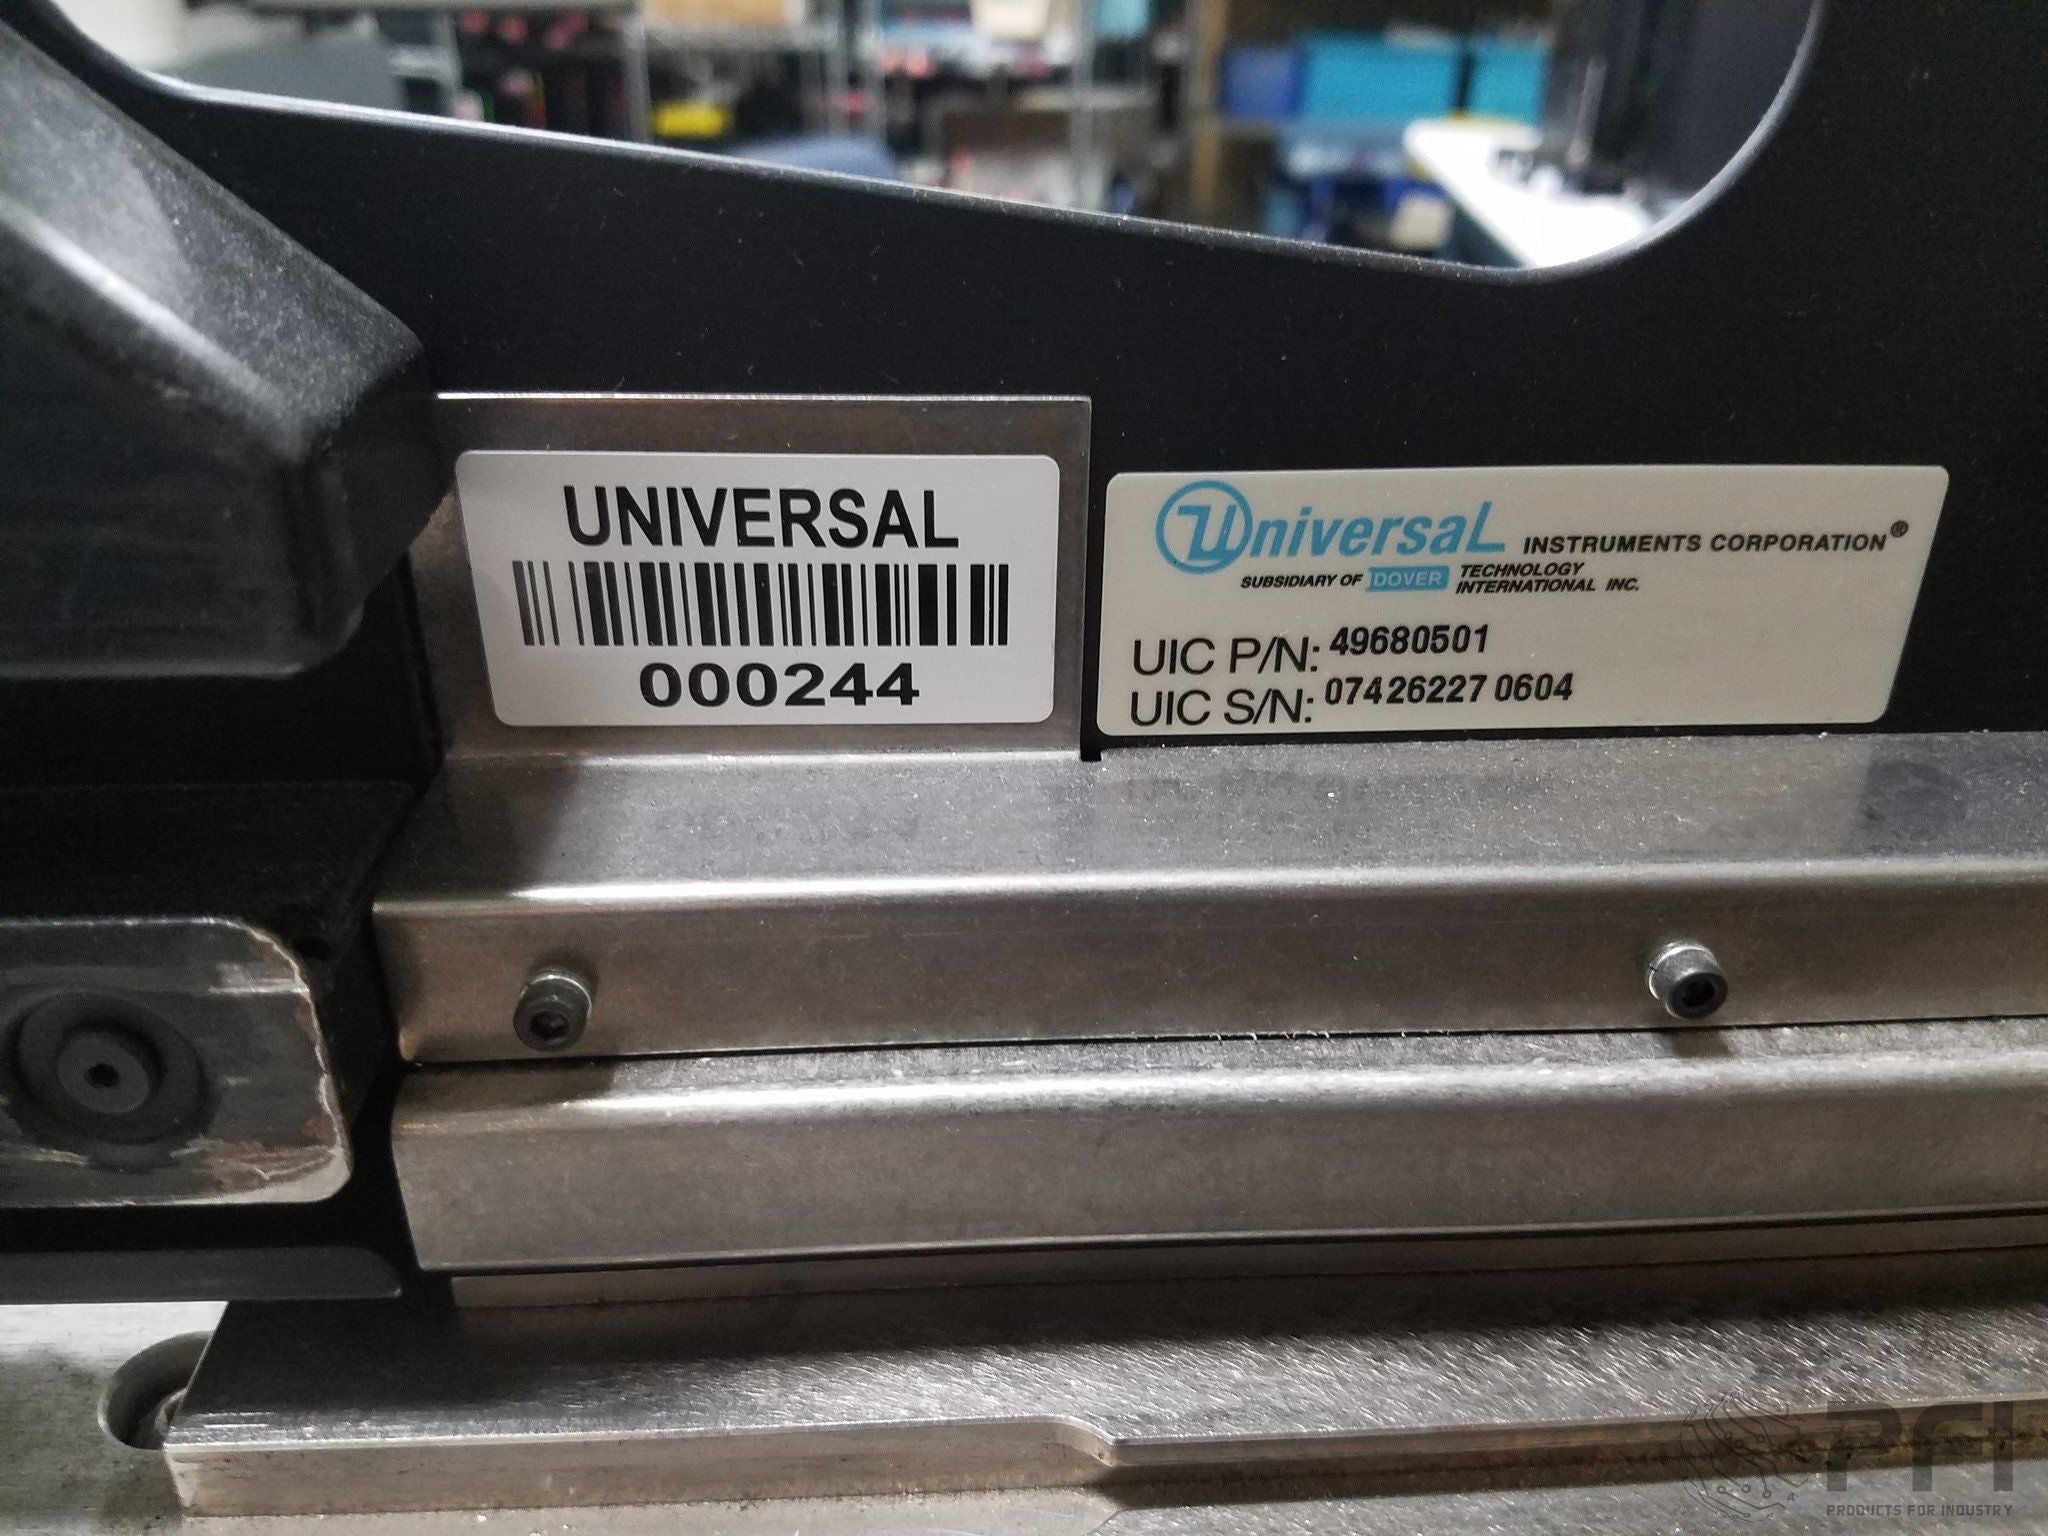 UNIVERSAL
000244
Universal INSTRUMENTS CORPORATION®
SUBSIDIARY OF DOVER TECHNOLOGY INTERNATIONAL INC.
UIC P/N: 49680501
UIC S/N: 07426227 0604
PFI
PRODUCTS FOR INDUSTRY